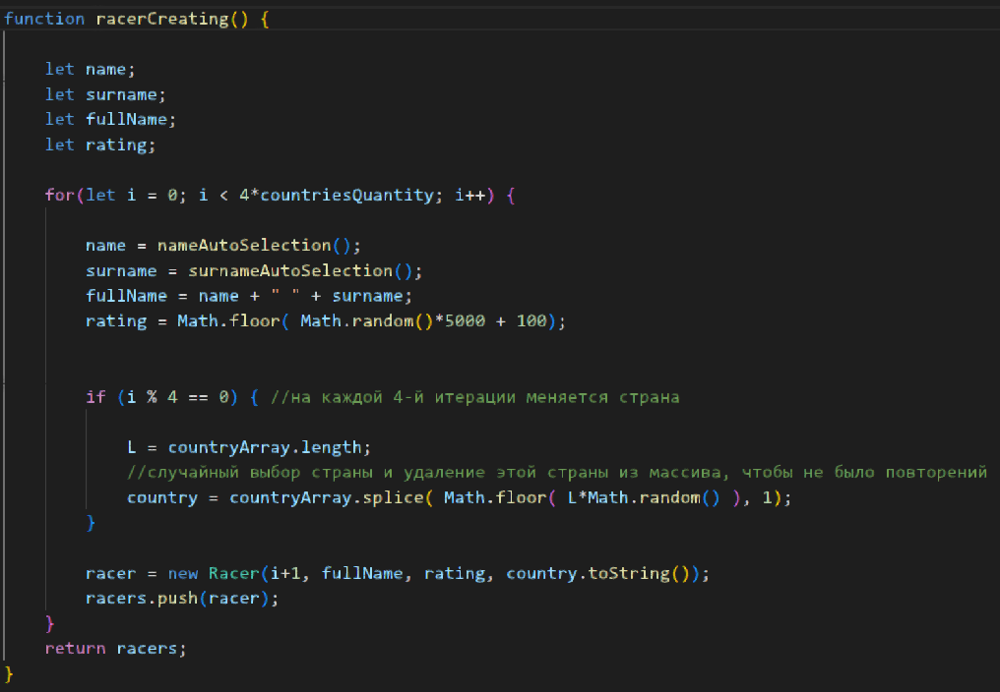 function racerCreating() {
let name;
let surname;
let fullName;
let rating;
for(let i = 0; i < 4*countriesQuantity; i++) {
name = nameAutoSelection();
surname = surnameAutoSelection();
fullName = name + " " + surname;
rating = Math.floor( Math.random()*5000 + 100);
if (i % 4 == 0) { //на каждой 4-й итерации меняется страна
L = countryArray.length;
//случайный выбор страны и удаление этой страны из массива, чтобы не было повторений
country = countryArray.splice( Math.floor( L*Math.random() ), 1);
}
racer = new Racer(i+1, fullName, rating, country.toString());
racers.push(racer);
}
return racers;
}